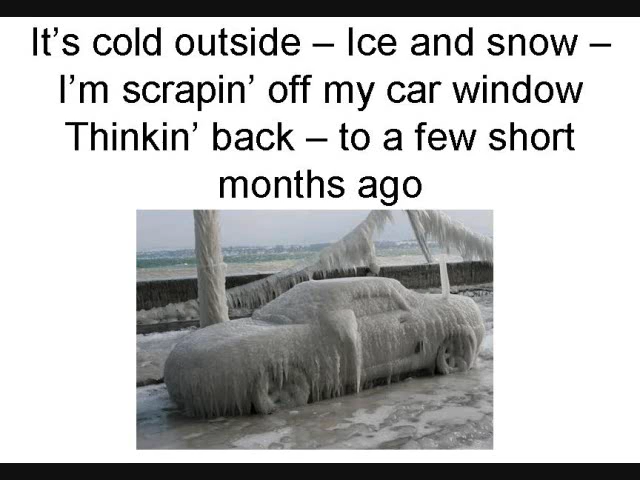 It’s cold outside – Ice and snow –
I’m scrapin’ off my car window
Thinkin’ back – to a few short
months ago